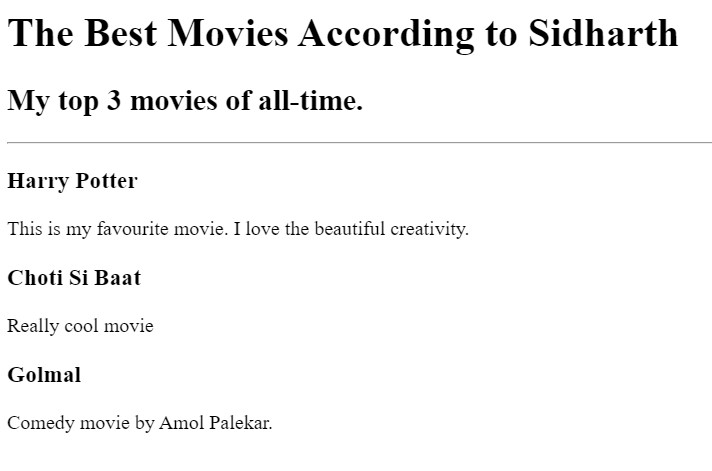 The Best Movies According to Sidharth
My top 3 movies of all-time.
Harry Potter
This is my favourite movie. I love the beautiful creativity.
Choti Si Baat
Really cool movie
Golmal
Comedy movie by Amol Palekar.